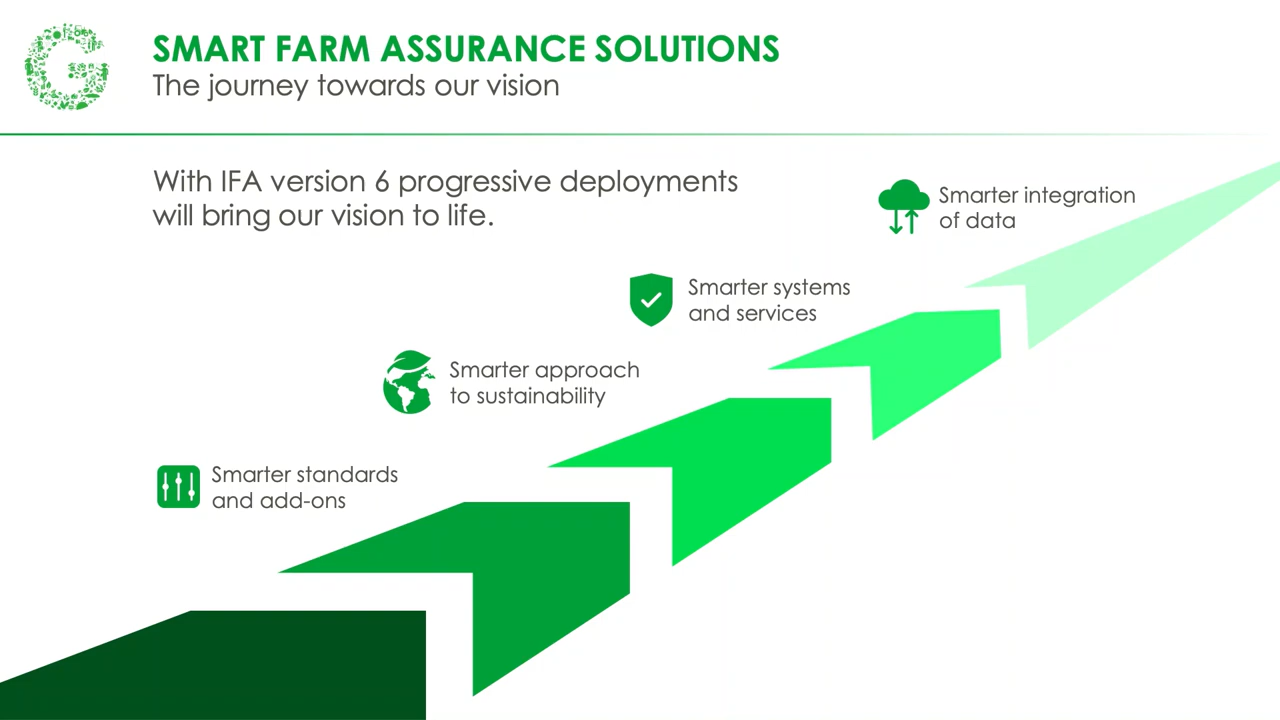 SMART FARM ASSURANCE SOLUTIONS
The journey towards our vision
With IFA version 6 progressive deployments
will bring our vision to life.
Smarter integration
of data
Smarter systems
and services
Smarter approach
to sustainability
Smarter standards
and add-ons